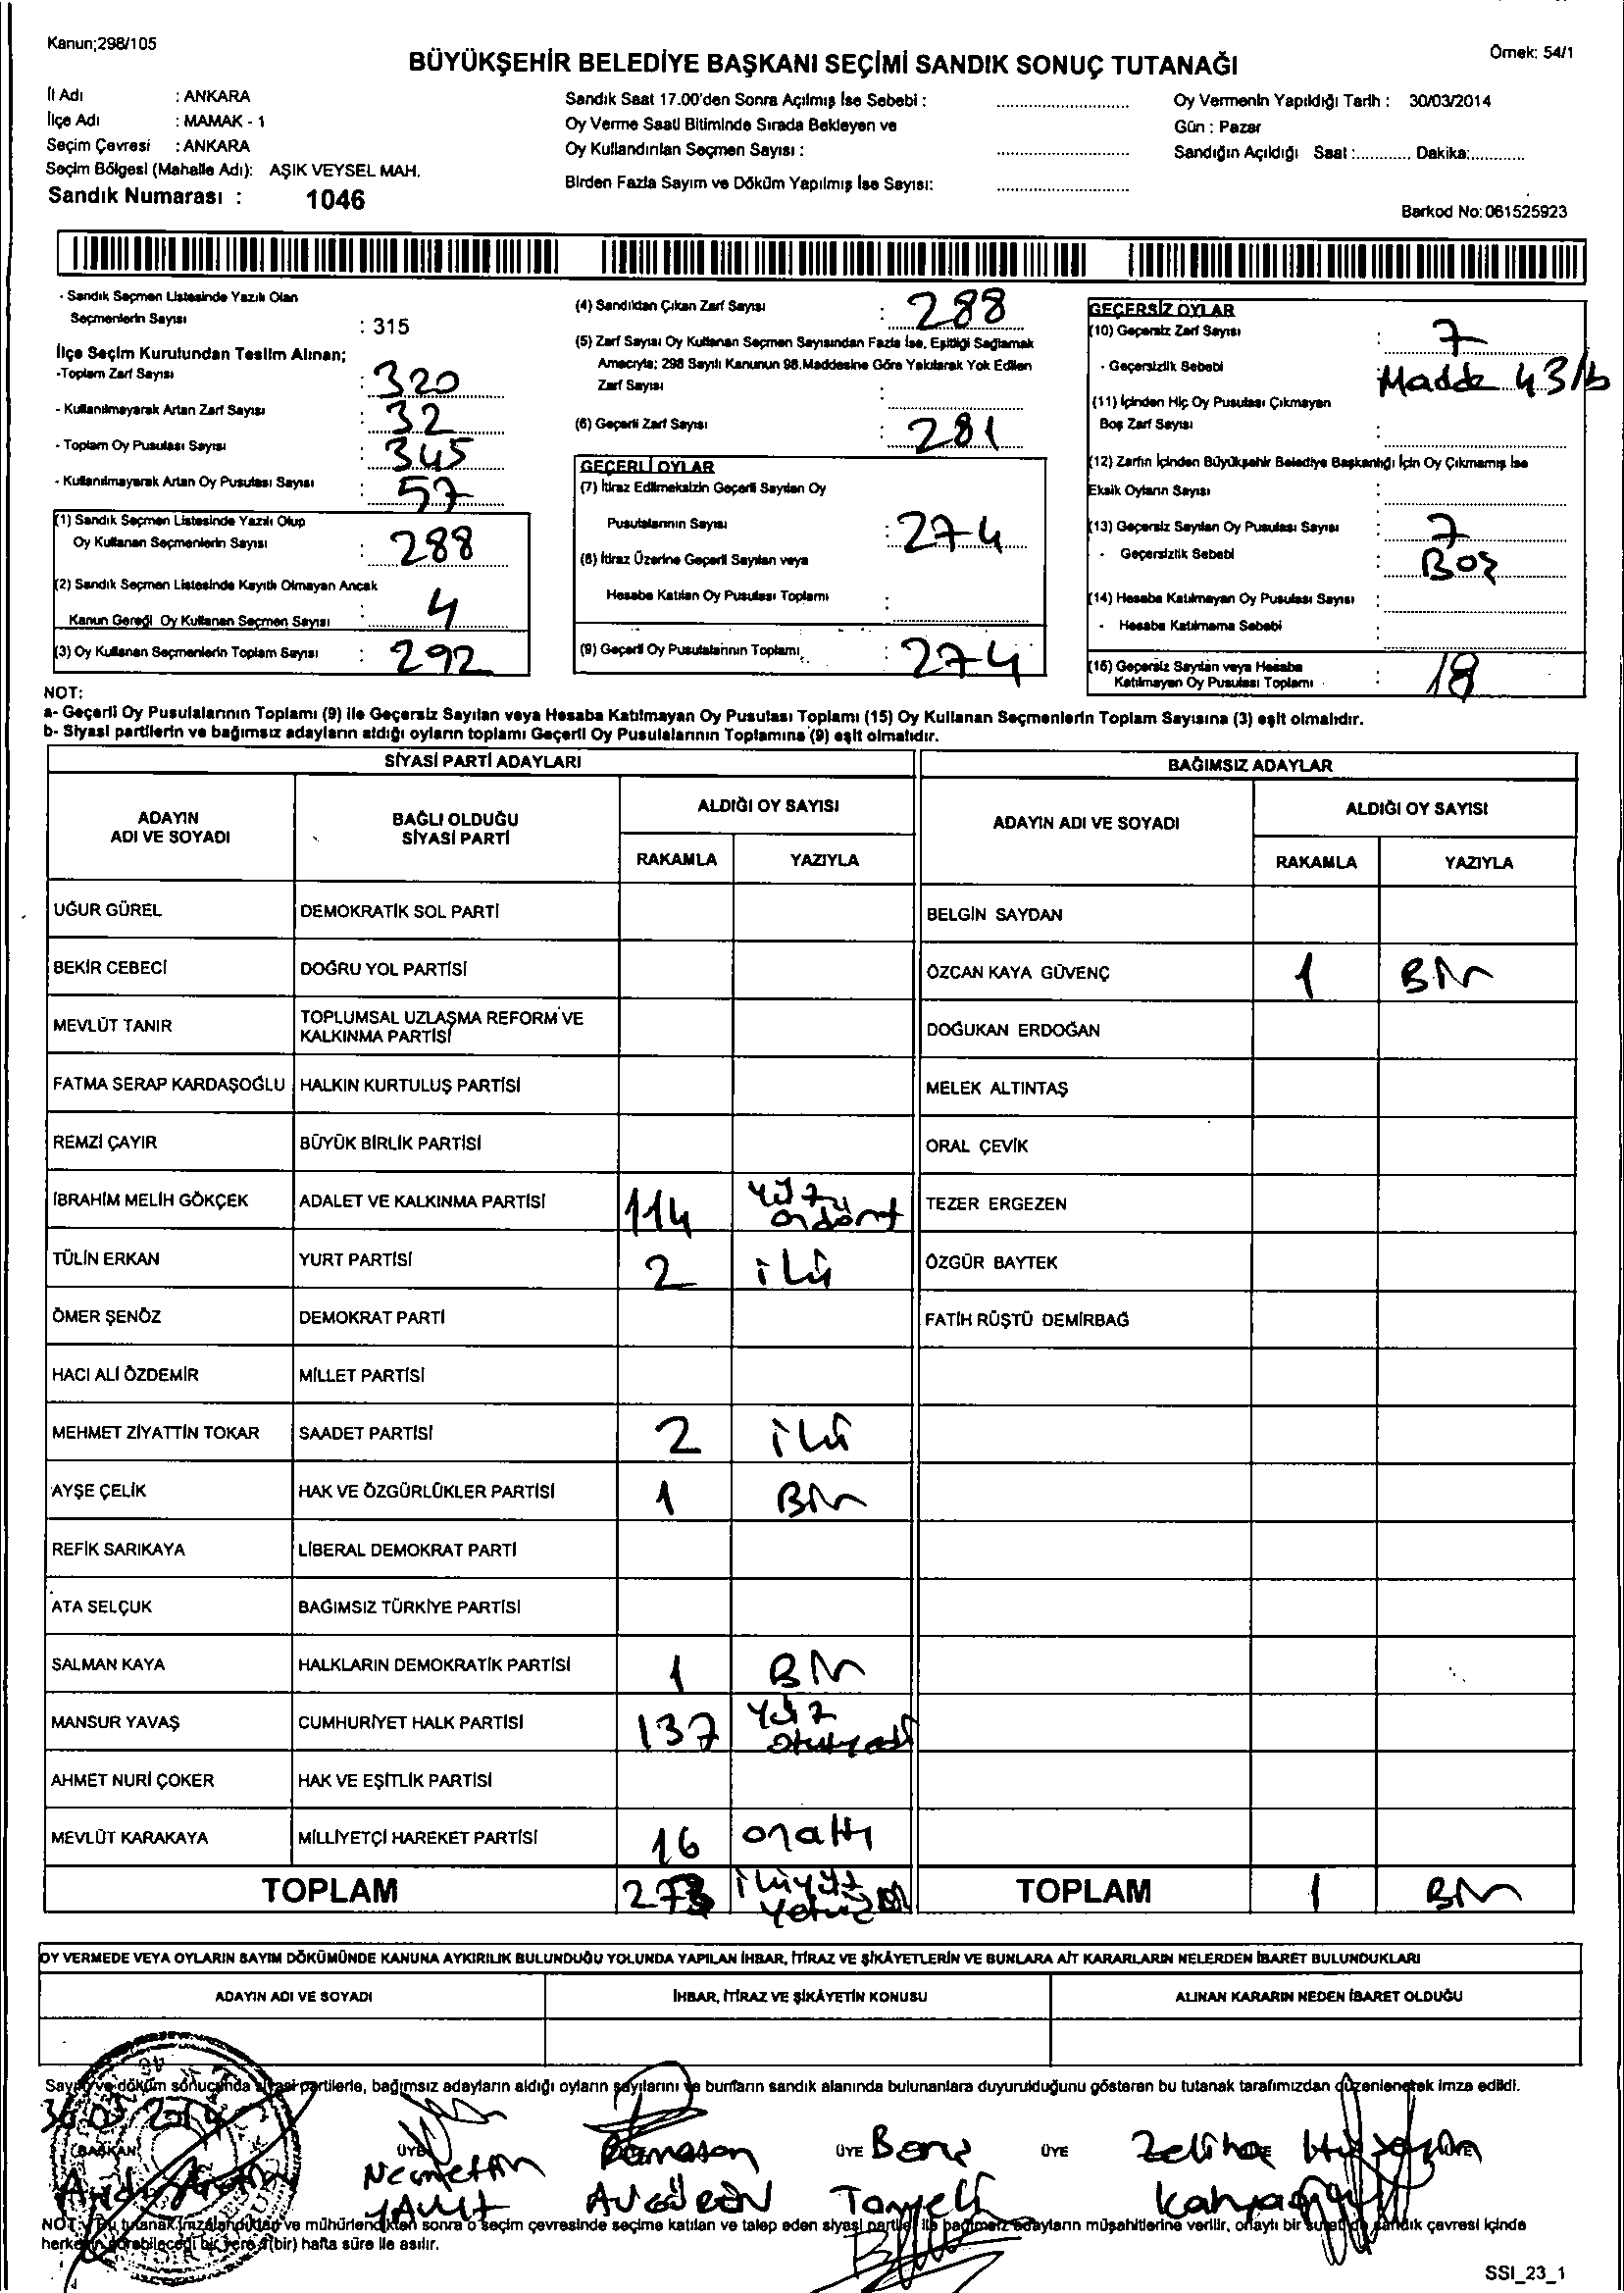 Kanun;298/105
Örnek: 54/1
BÜYÜKŞEHİR BELEDİYE BAŞKANI SEÇİMİ SANDIK SONUÇ TUTANAĞI
İl Adı : ANKARA
İlçe Adı : MAMAK - 1
Seçim Çevresi : ANKARA
Seçim Bölgesi (Mahalle Adı): AŞIK VEYSEL MAH.
Sandık Numarası : 1046
Sandık Saat 17.00'den Sonra Açılmış İse Sebebi :
Oy Verme Saati Bitiminde Sırada Bekleyen ve
Oy Kullandırılan Seçmen Sayısı :
Birden Fazla Sayım ve Döküm Yapılmış İse Sayısı:
Oy Vermenin Yapıldığı Tarih : 30/03/2014
Gün : Pazar
Sandığın Açıldığı Saat :............ Dakika:............
Barkod No: 061525923
- Sandık Seçmen Listesinde Yazılı Olan
Seçmenlerin Sayısı : 315
İlçe Seçim Kurulundan Teslim Alınan;
-Toplam Zarf Sayısı : 320
- Kullanılmayarak Artan Zarf Sayısı : 32
- Toplam Oy Pusulası Sayısı : 345
- Kullanılmayarak Artan Oy Pusulası Sayısı : 57
(1) Sandık Seçmen Listesinde Yazılı Olup
Oy Kullanan Seçmenlerin Sayısı : 288
(2) Sandık Seçmen Listesinde Kayıtlı Olmayan Ancak
Kanun Gereği Oy Kullanan Seçmen Sayısı : 4
(3) Oy Kullanan Seçmenlerin Toplam Sayısı : 292
(4) Sandıktan Çıkan Zarf Sayısı : 288
(5) Zarf Sayısı Oy Kullanan Seçmen Sayısından Fazla İse, Eşitliği Sağlamak
Amacıyla; 298 Sayılı Kanunun 98.Maddesine Göre Yakılarak Yok Edilen
Zarf Sayısı :
(6) Geçerli Zarf Sayısı : 281
GEÇERLİ OYLAR
(7) İtiraz Edilmeksizin Geçerli Sayılan Oy
Pusulalarının Sayısı : 274
(8) İtiraz Üzerine Geçerli Sayılan veya
Hesaba Katılan Oy Pusulası Toplamı :
(9) Geçerli Oy Pusulalarının Toplamı : 274
GEÇERSİZ OYLAR
(10) Geçersiz Zarf Sayısı : 7
- Geçersizlik Sebebi : Madde 43/b
(11) İçinden Hiç Oy Pusulası Çıkmayan
Boş Zarf Sayısı :
(12) Zarfın İçinden Büyükşehir Belediye Başkanlığı İçin Oy Çıkmamış İse
Eksik Oyların Sayısı :
(13) Geçersiz Sayılan Oy Pusulası Sayısı : 7
- Geçersizlik Sebebi : Boş
(14) Hesaba Katılmayan Oy Pusulası Sayısı :
- Hesaba Katılmama Sebebi :
(15) Geçersiz Sayılan veya Hesaba
Katılmayan Oy Pusulası Toplamı : 18
NOT:
a- Geçerli Oy Pusulalarının Toplamı (9) ile Geçersiz Sayılan veya Hesaba Katılmayan Oy Pusulası Toplamı (15) Oy Kullanan Seçmenlerin Toplam Sayısına (3) eşit olmalıdır.
b- Siyasi partilerin ve bağımsız adayların aldığı oyların toplamı Geçerli Oy Pusulalarının Toplamına (9) eşit olmalıdır.
SİYASİ PARTİ ADAYLARI
ADAYIN ADI VE SOYADI
BAĞLI OLDUĞU SİYASİ PARTİ
ALDIĞI OY SAYISI
RAKAMLA YAZIYLA
UĞUR GÜREL DEMOKRATİK SOL PARTİ
BEKİR CEBECİ DOĞRU YOL PARTİSİ
MEVLÜT TANIR TOPLUMSAL UZLAŞMA REFORM VE KALKINMA PARTİSİ
FATMA SERAP KARDAŞOĞLU HALKIN KURTULUŞ PARTİSİ
REMZİ ÇAYIR BÜYÜK BİRLİK PARTİSİ
İBRAHİM MELİH GÖKÇEK ADALET VE KALKINMA PARTİSİ 114 yüz ondört
TÜLİN ERKAN YURT PARTİSİ 2 iki
ÖMER ŞENÖZ DEMOKRAT PARTİ
HACI ALİ ÖZDEMİR MİLLET PARTİSİ
MEHMET ZİYATTİN TOKAR SAADET PARTİSİ 2 iki
AYŞE ÇELİK HAK VE ÖZGÜRLÜKLER PARTİSİ 1 Bir
REFİK SARIKAYA LİBERAL DEMOKRAT PARTİ
ATA SELÇUK BAĞIMSIZ TÜRKİYE PARTİSİ
SALMAN KAYA HALKLARIN DEMOKRATİK PARTİSİ 1 Bir
MANSUR YAVAŞ CUMHURİYET HALK PARTİSİ 137 yüz otuzyedi
AHMET NURİ ÇOKER HAK VE EŞİTLİK PARTİSİ
MEVLÜT KARAKAYA MİLLİYETÇİ HAREKET PARTİSİ 16 onaltı
TOPLAM 273 ikiyüz
BAĞIMSIZ ADAYLAR
ADAYIN ADI VE SOYADI
ALDIĞI OY SAYISI
RAKAMLA YAZIYLA
BELGİN SAYDAN
ÖZCAN KAYA GÜVENÇ 1 Bir
DOĞUKAN ERDOĞAN
MELEK ALTINTAŞ
ORAL ÇEVİK
TEZER ERGEZEN
ÖZGÜR BAYTEK
FATİH RÜŞTÜ DEMİRBAĞ
TOPLAM 1 Bir
OY VERMEDE VEYA OYLARIN SAYIM DÖKÜMÜNDE KANUNA AYKIRILIK BULUNDUĞU YOLUNDA YAPILAN İHBAR, İTİRAZ VE ŞİKÂYETLERİN VE BUNLARA AİT KARARLARIN NELERDEN İBARET BULUNDUKLARI
ADAYIN ADI VE SOYADI
İHBAR, İTİRAZ VE ŞİKÂYETİN KONUSU
ALINAN KARARIN NEDEN İBARET OLDUĞU
Sayım ve döküm sonucunda siyasi partilerle, bağımsız adayların aldığı oyların sayılarını ve bunların sandık alanında bulunanlara duyurulduğunu gösteren bu tutanak tarafımızdan düzenlenerek imza edildi.
BAŞKAN ÜYE ÜYE ÜYE
Necmettin
Ramazan
Zeliha
NOT: Bu tutanak imzalandıktan ve mühürlendikten sonra o seçim çevresinde seçime katılan ve talep eden siyasi partiler ile bağımsız adayların müşahitlerine verilir, onaylı bir sureti de sandık çevresi içinde
herkesin görebileceği bir yere 1(bir) hafta süre ile asılır.
SSI_23_1